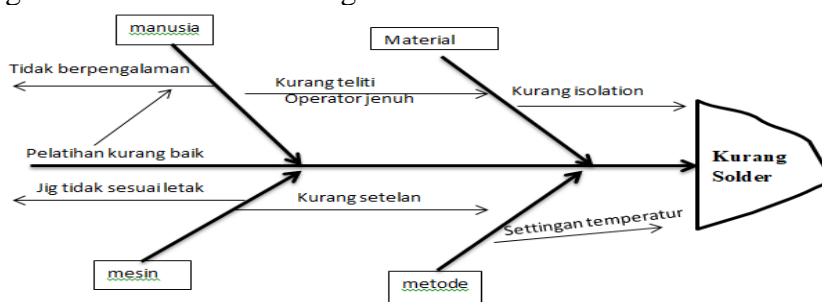 manusia
Material
Tidak berpengalaman
Kurang teliti
Operator jenuh
Kurang isolation
Pelatihan kurang baik
Kurang
Solder
Jig tidak sesuai letak
Kurang setelan
Settingan temperatur
mesin
metode